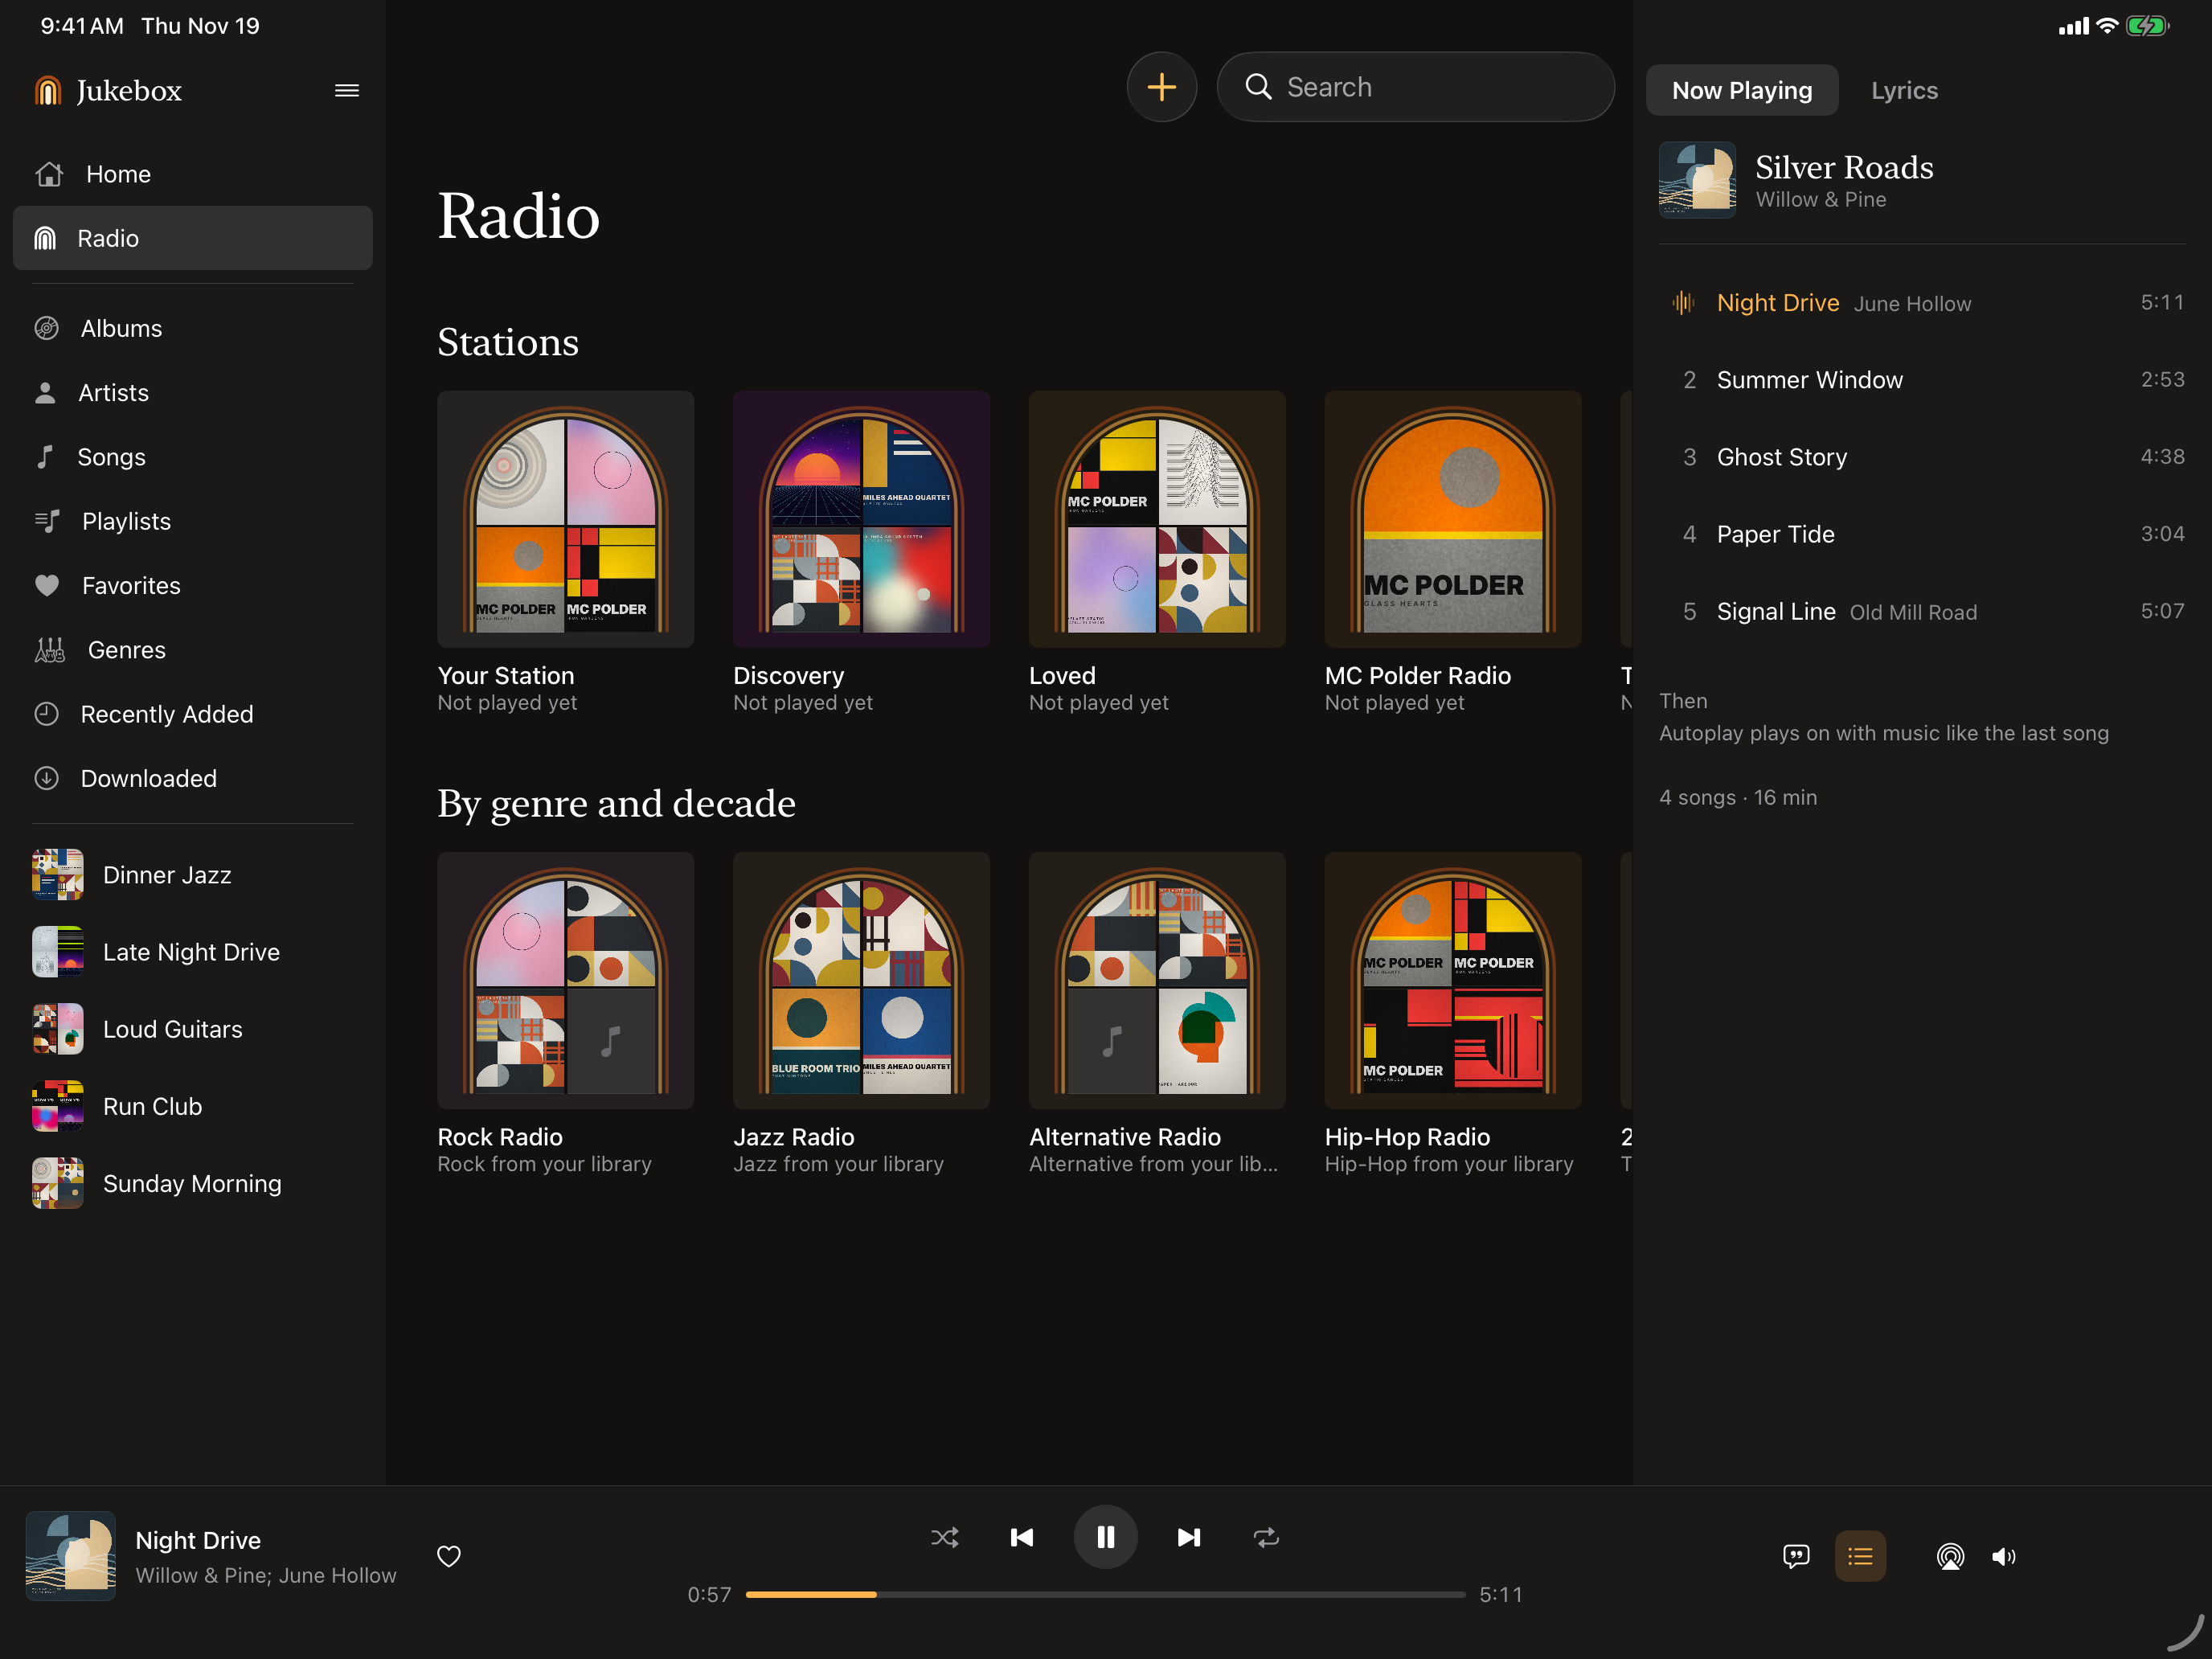 9:41 AM Thu Nov 19
Jukebox
Home
Radio
Albums
Artists
Songs
Playlists
Favorites
Genres
Recently Added
Downloaded
Dinner Jazz
Late Night Drive
Loud Guitars
Run Club
Sunday Morning
Search
Radio
Stations
MC POLDER
GLASS HEARTS
MC POLDER
MILES AHEAD QUARTET
MC POLDER
MC POLDER
GLASS HEARTS
Your Station
Not played yet
Discovery
Not played yet
Loved
Not played yet
MC Polder Radio
Not played yet
By genre and decade
BLUE ROOM TRIO
MILES AHEAD QUARTET
MC POLDER
GLASS HEARTS
MC POLDER
MC POLDER
Rock Radio
Rock from your library
Jazz Radio
Jazz from your library
Alternative Radio
Alternative from your lib...
Hip-Hop Radio
Hip-Hop from your library
Now Playing
Lyrics
Silver Roads
Willow & Pine
Night Drive June Hollow 5:11
2 Summer Window 2:53
3 Ghost Story 4:38
4 Paper Tide 3:04
5 Signal Line Old Mill Road 5:07
Then
Autoplay plays on with music like the last song
4 songs · 16 min
Night Drive
Willow & Pine; June Hollow
0:57
5:11